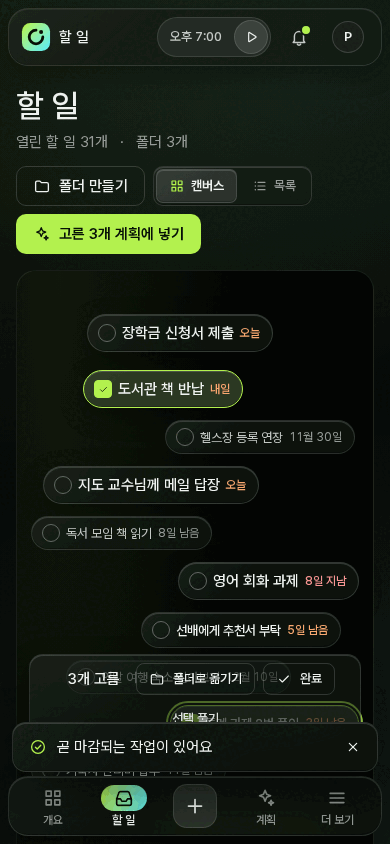 할 일
오후 7:00
P
할 일
열린 할 일 31개 · 폴더 3개
폴더 만들기
캔버스
목록
고른 3개 계획에 넣기
장학금 신청서 제출 오늘
도서관 책 반납 내일
헬스장 등록 연장 11월 30일
지도 교수님께 메일 답장 오늘
독서 모임 책 읽기 8일 남음
영어 회화 과제 8일 지남
선배에게 추천서 부탁 5일 남음
3개 고름
폴더로 옮기기
완료
선택 풀기
곧 마감되는 작업이 있어요
개요
할 일
계획
더 보기